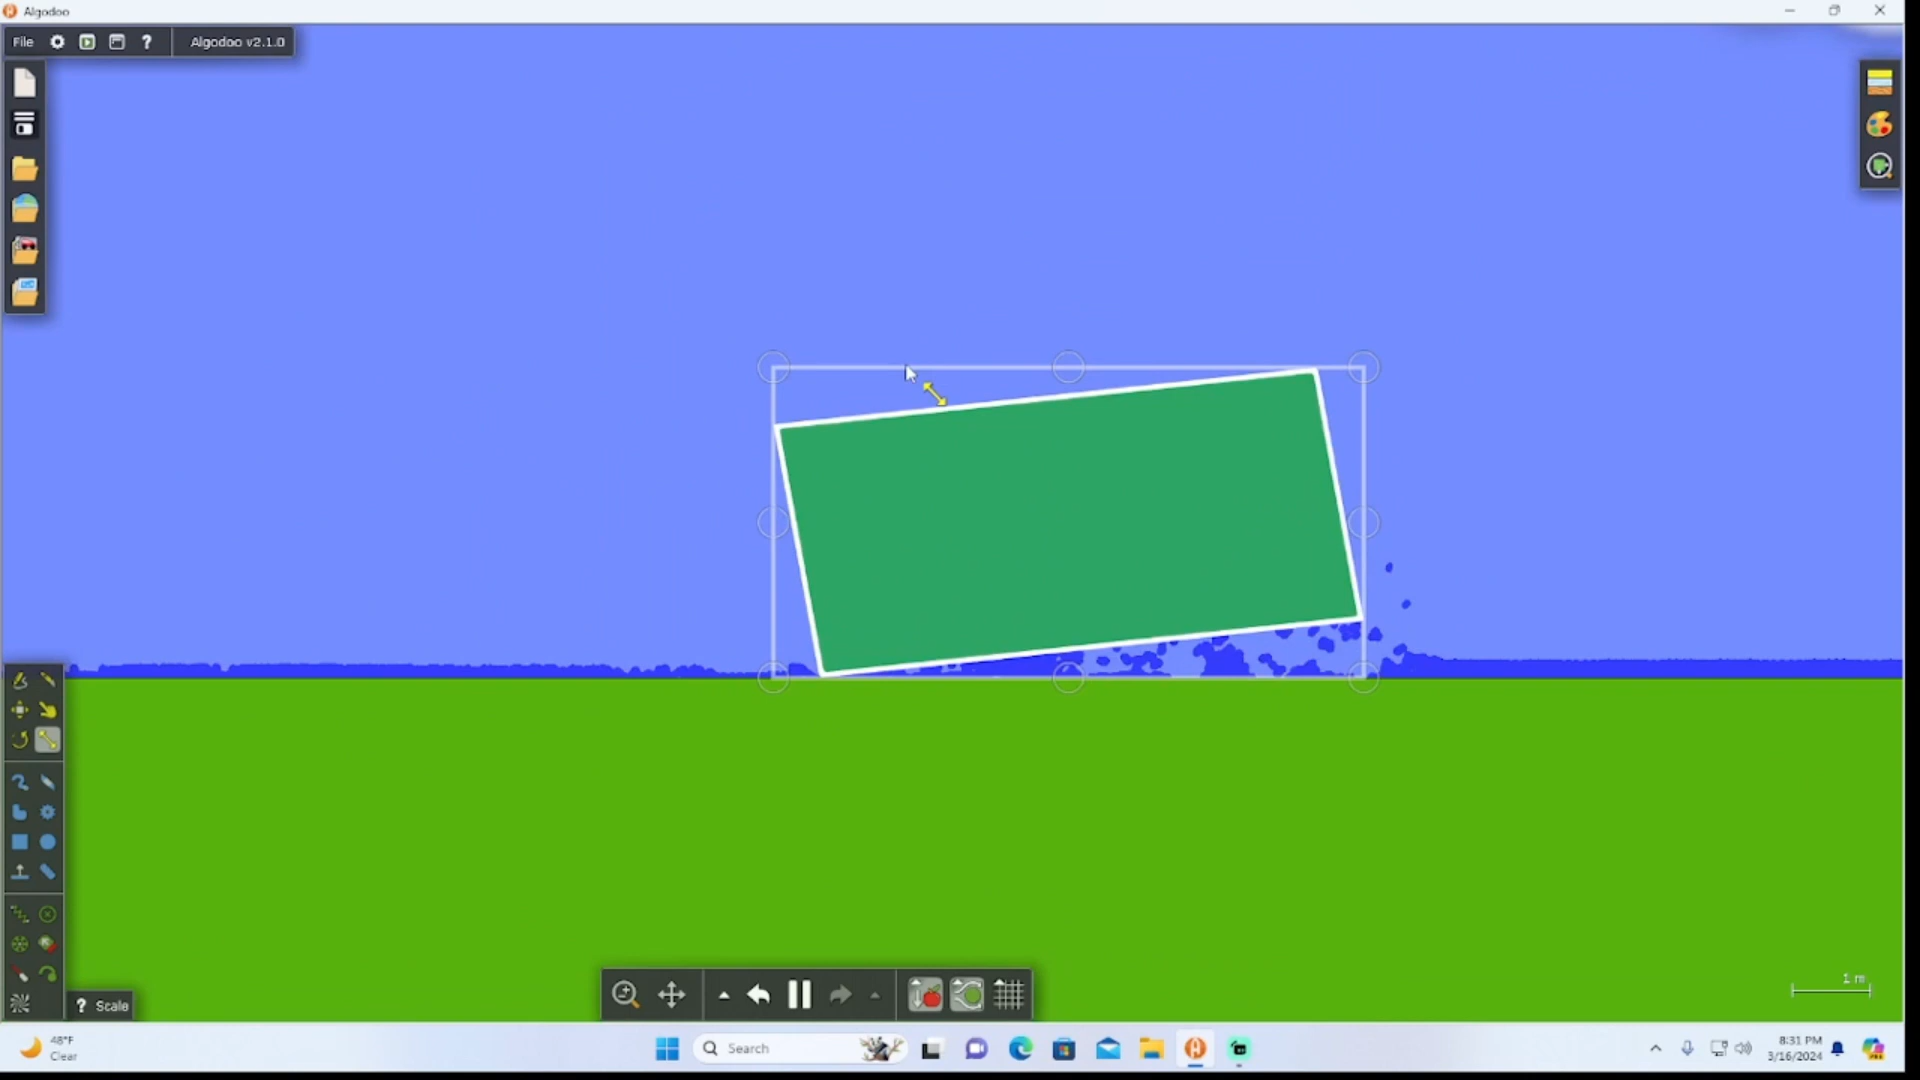 Algodoo
File ? Algodoo v2.1.0
? Scale
1 m
48°F
Clear
Search
8:31 PM
3/16/2024